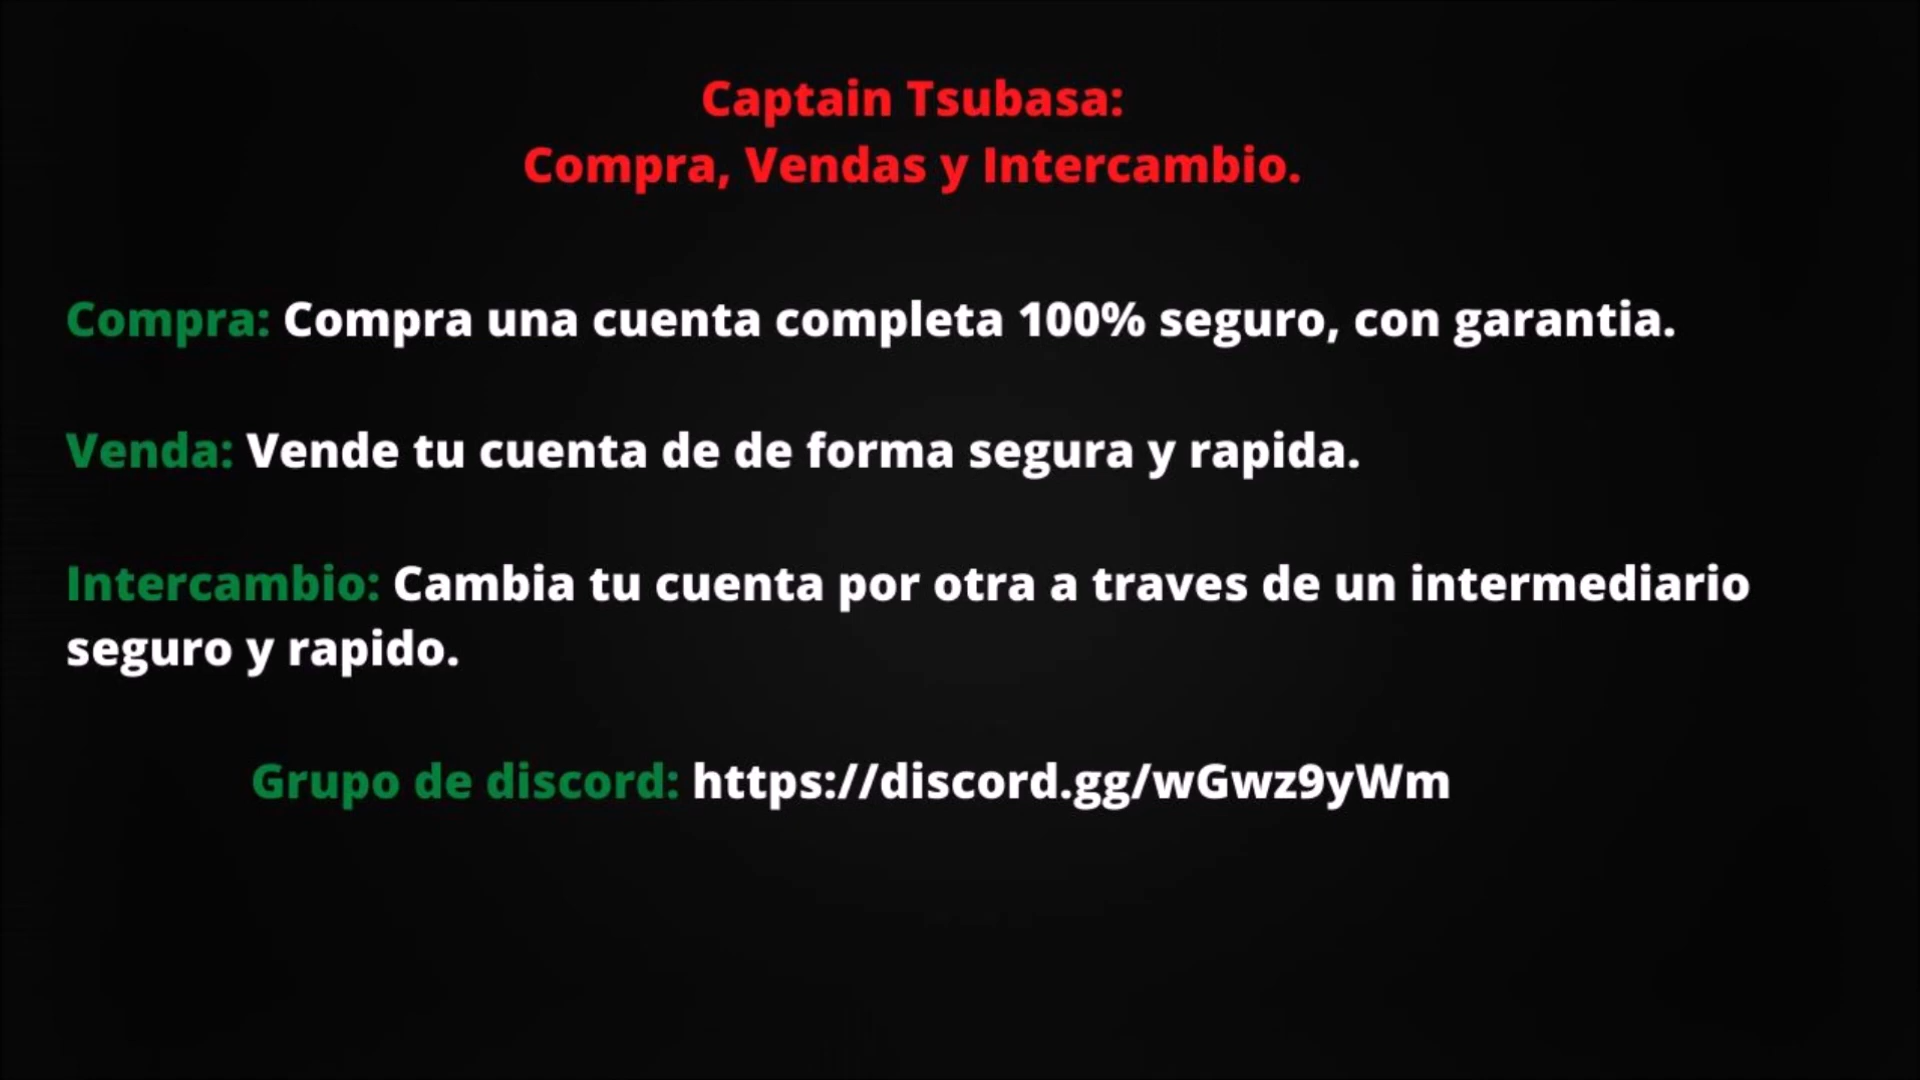 Captain Tsubasa:
Compra, Vendas y Intercambio.
Compra: Compra una cuenta completa 100% seguro, con garantia.
Venda: Vende tu cuenta de de forma segura y rapida.
Intercambio: Cambia tu cuenta por otra a traves de un intermediario
seguro y rapido.
Grupo de discord: https://discord.gg/wGwz9yWm